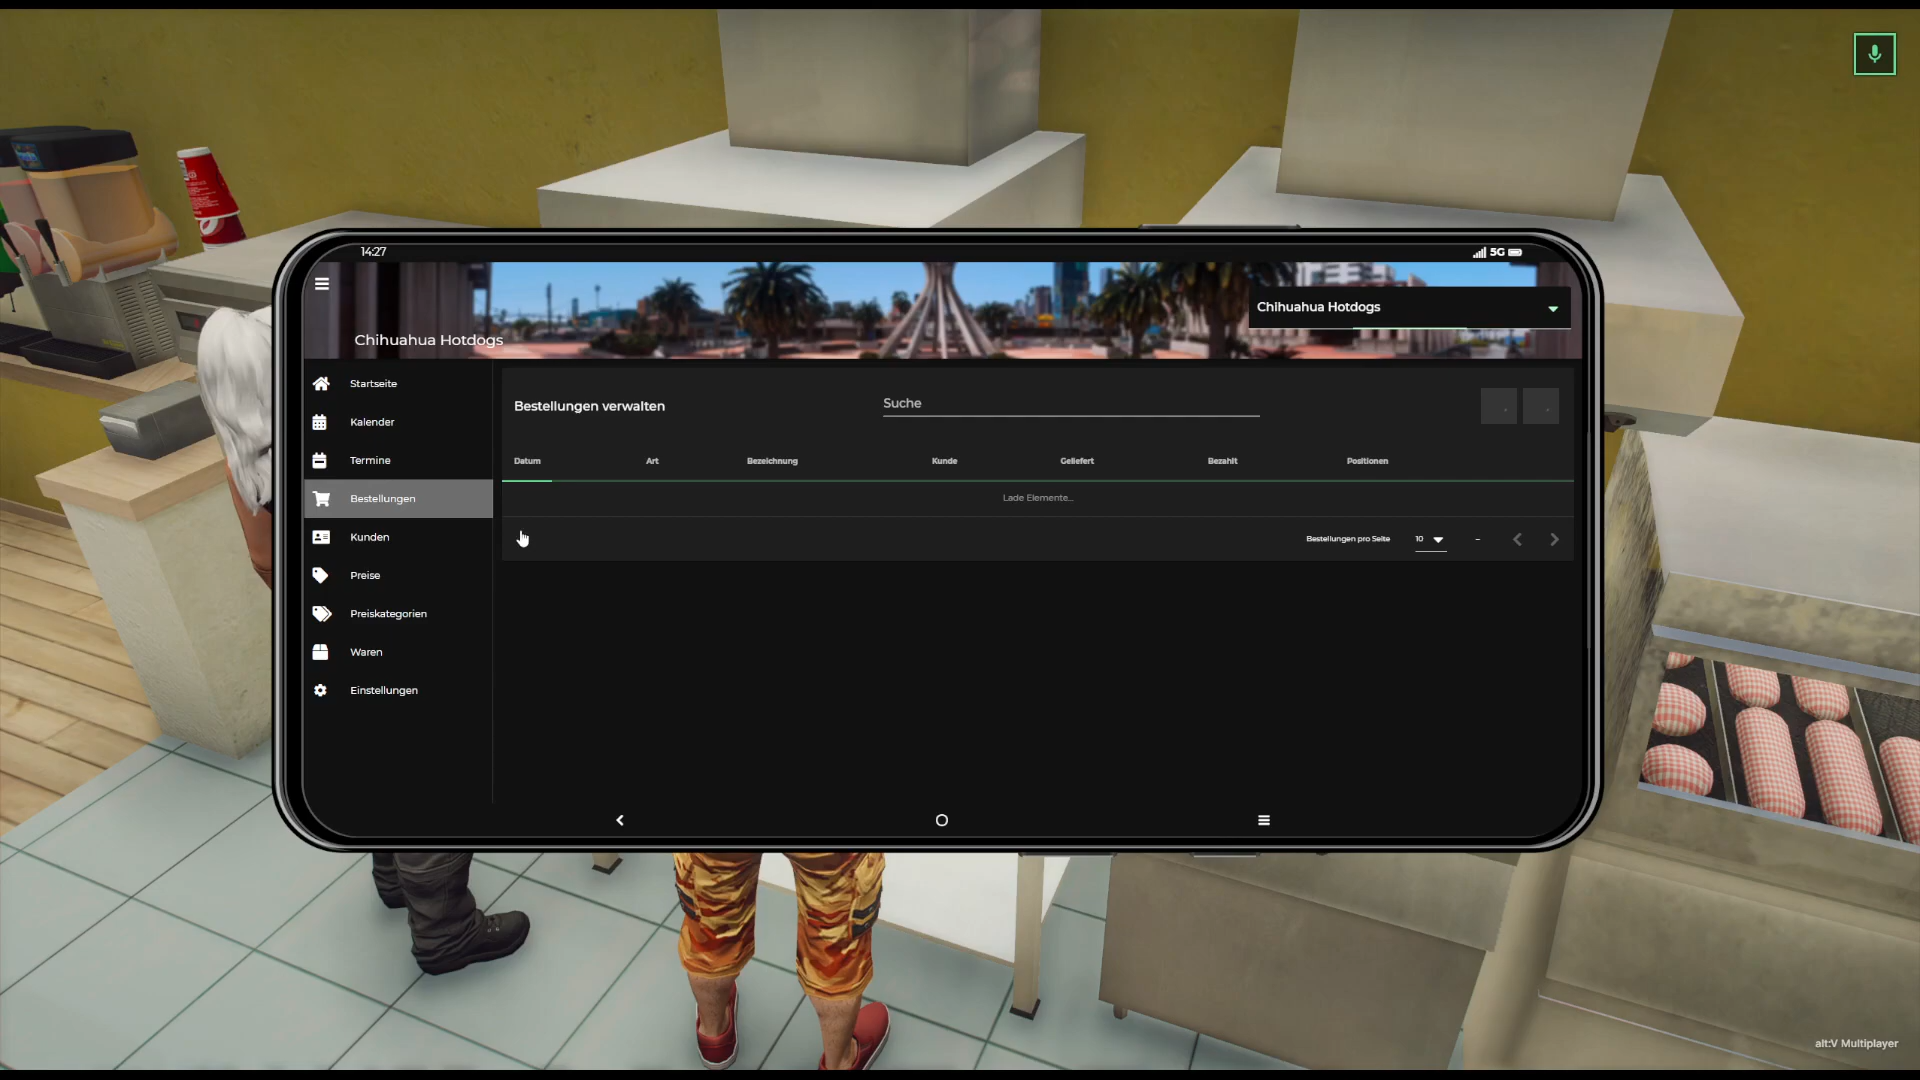 14:27
5G
Chihuahua Hotdogs
Chihuahua Hotdogs
Startseite
Kalender
Termine
Bestellungen
Kunden
Preise
Preiskategorien
Waren
Einstellungen
Bestellungen verwalten
Suche
Datum Art Bezeichnung Kunde Geliefert Bezahlt Positionen
Lade Elemente...
Bestellungen pro Seite 10 –
alt:V Multiplayer